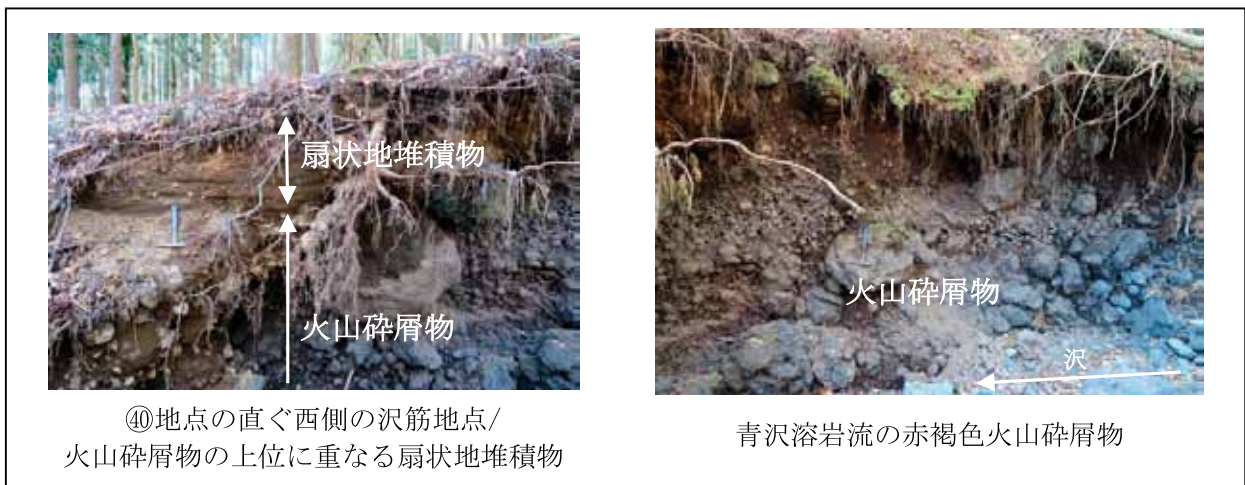 扇状地堆積物
火山砕屑物
㊵地点の直ぐ西側の沢筋地点/
火山砕屑物の上位に重なる扇状地堆積物
火山砕屑物
沢
青沢溶岩流の赤褐色火山砕屑物